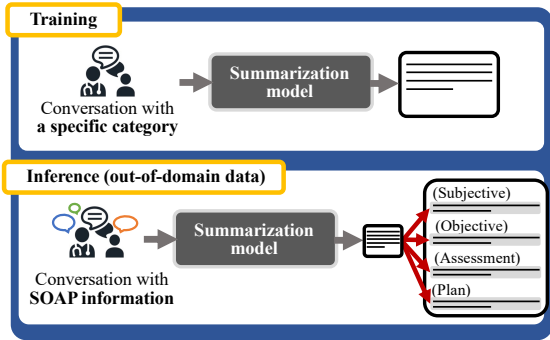 Training
Conversation with
a specific category
Summarization
model
Inference (out-of-domain data)
Conversation with
SOAP information
Summarization
model
(Subjective)
(Objective)
(Assessment)
(Plan)